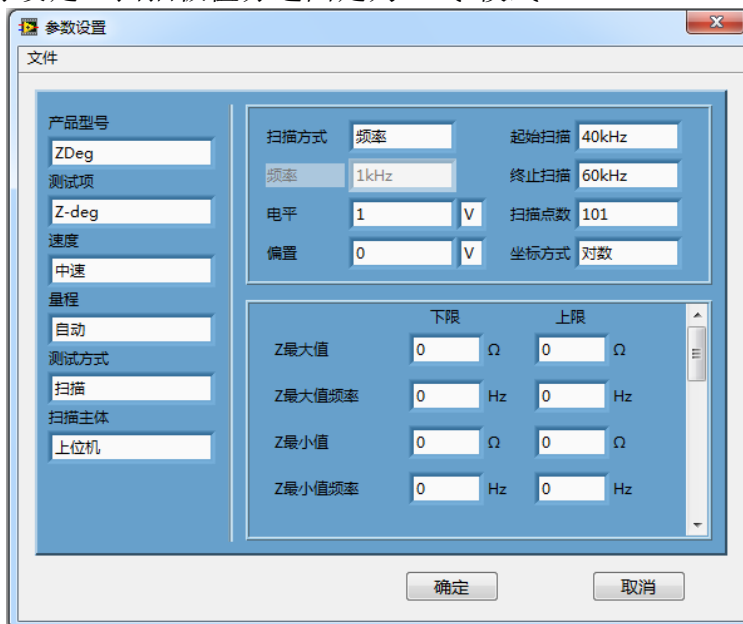 参数设置
文件
产品型号
ZDeg
测试项
Z-deg
速度
中速
量程
自动
测试方式
扫描
扫描主体
上位机
扫描方式 频率 起始扫描 40kHz
频率 1kHz 终止扫描 60kHz
电平 1 V 扫描点数 101
偏置 0 V 坐标方式 对数
下限 上限
Z最大值 0 Ω 0 Ω
Z最大值频率 0 Hz 0 Hz
Z最小值 0 Ω 0 Ω
Z最小值频率 0 Hz 0 Hz
确定 取消